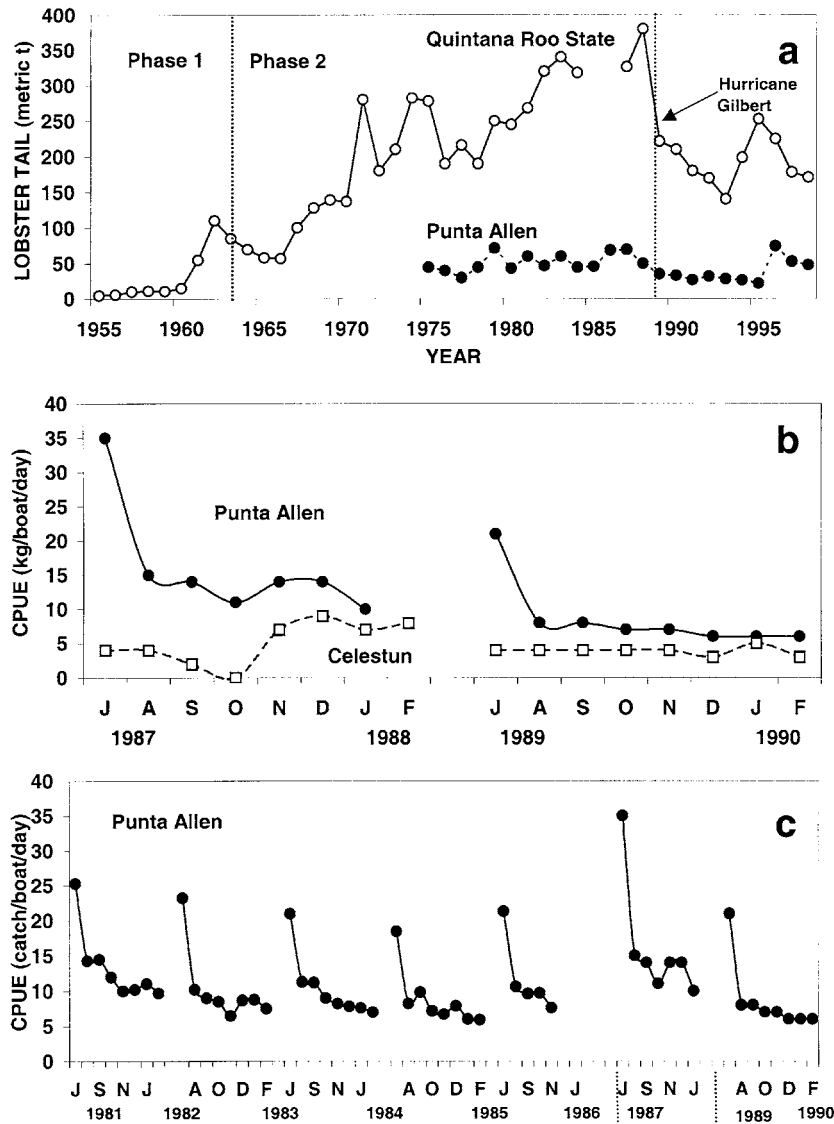 400
350
300
250
200
150
100
50
0
LOBSTER TAIL (metric t)
Phase 1
Phase 2
Quintana Roo State
a
Hurricane
Gilbert
Punta Allen
1955 1960 1965 1970 1975 1980 1985 1990 1995
YEAR
40
35
30
25
20
15
10
5
0
CPUE (kg/boat/day)
b
Punta Allen
Celestun
J A S O N D J F J A S O N D J F
1987 1988 1989 1990
40
35
30
25
20
15
10
5
0
CPUE (catch/boat/day)
Punta Allen
c
J S N J A O D F J S N J A O D F J S N J J S N J A O D F
1981 1982 1983 1984 1985 1986 1987 1989 1990